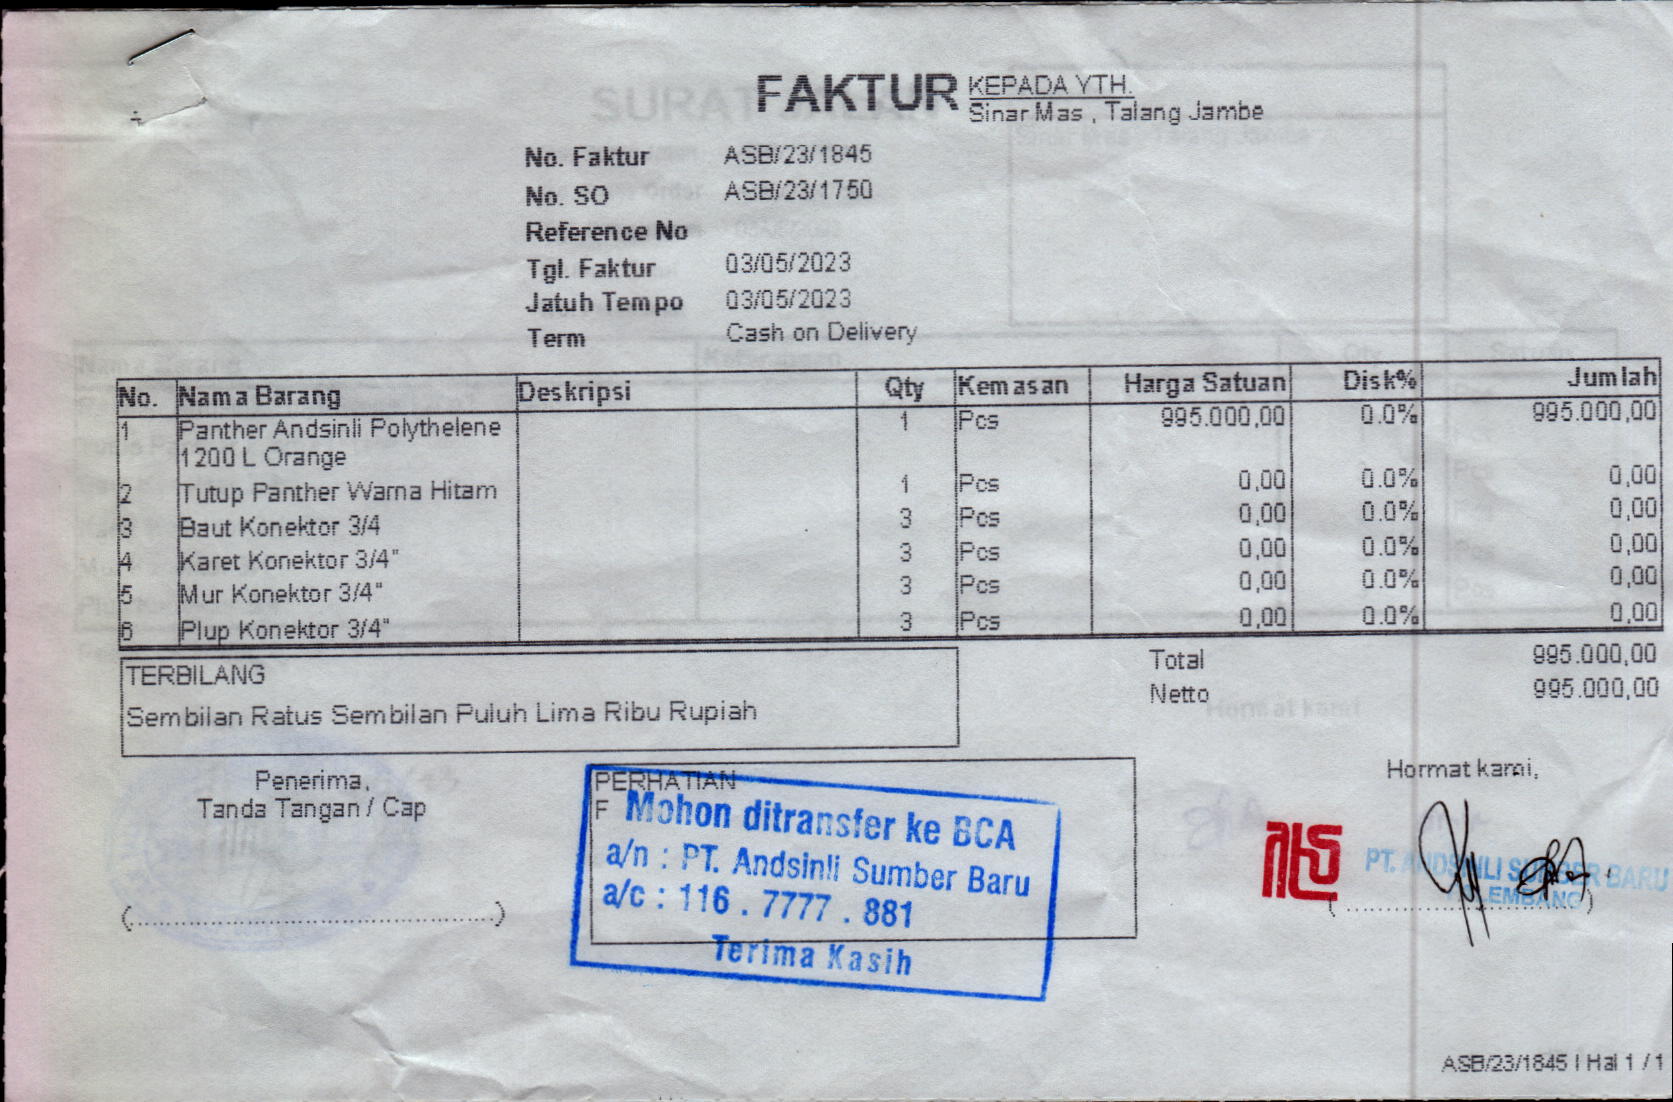 FAKTUR
KEPADA YTH.
Sinar Mas , Talang Jambe
No. Faktur ASB/23/1845
No. SO ASB/23/1750
Reference No
Tgl. Faktur 03/05/2023
Jatuh Tempo 03/05/2023
Term Cash on Delivery
No. Nama Barang Deskripsi Qty Kemasan Harga Satuan Disk% Jumlah
1 Panther Andsinli Polythelene 1 Pcs 995.000,00 0.0% 995.000,00
1200 L Orange
2 Tutup Panther Warna Hitam 1 Pcs 0,00 0.0% 0,00
3 Baut Konektor 3/4 3 Pcs 0,00 0.0% 0,00
4 Karet Konektor 3/4" 3 Pcs 0,00 0.0% 0,00
5 Mur Konektor 3/4" 3 Pcs 0,00 0.0% 0,00
6 Plup Konektor 3/4" 3 Pcs 0,00 0.0% 0,00
Total 995.000,00
Netto 995.000,00
TERBILANG
Sembilan Ratus Sembilan Puluh Lima Ribu Rupiah
Penerima,
Tanda Tangan / Cap
(....................................................)
PERHATIAN
F
Mohon ditransfer ke BCA
a/n : PT. Andsinli Sumber Baru
a/c : 116 . 7777 . 881
Terima Kasih
Hormat kami,
PT. ANDSINLI SUMBER BARU
PALEMBANG
ASB/23/1845 | Hal 1 / 1